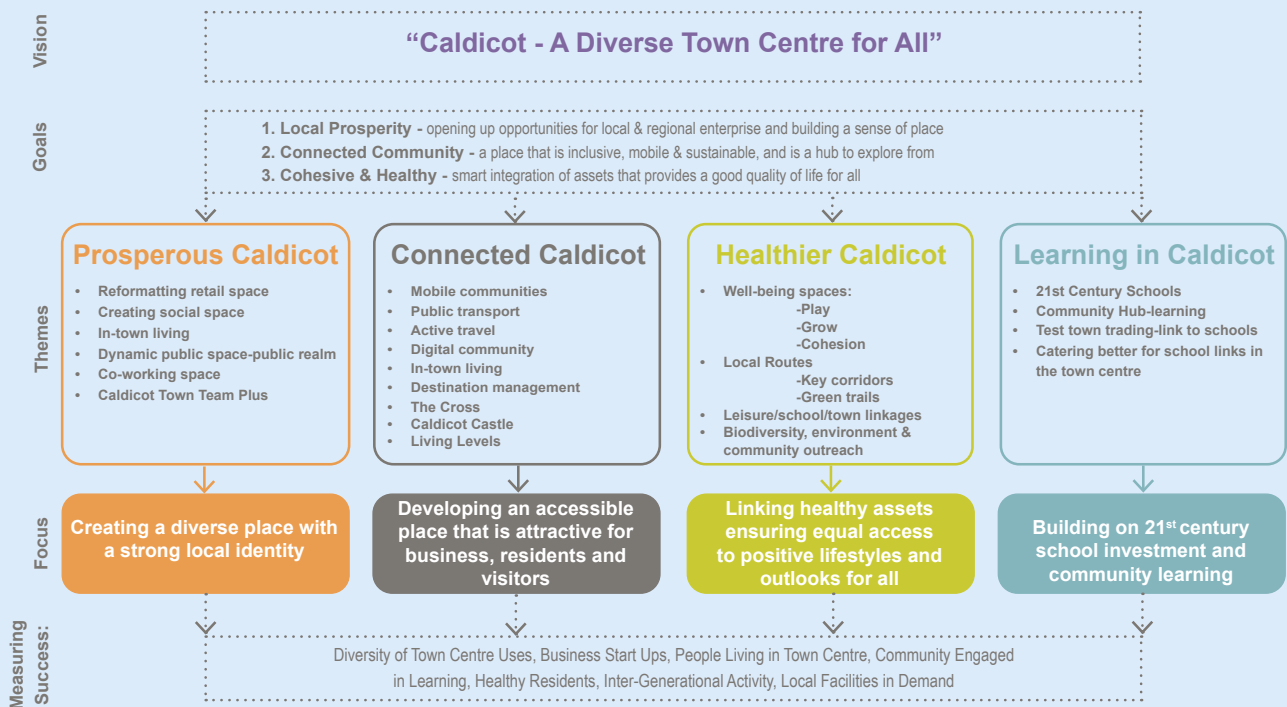 Vision
“Caldicot - A Diverse Town Centre for All”
Goals
1. Local Prosperity - opening up opportunities for local & regional enterprise and building a sense of place
2. Connected Community - a place that is inclusive, mobile & sustainable, and is a hub to explore from
3. Cohesive & Healthy - smart integration of assets that provides a good quality of life for all
Themes
Prosperous Caldicot
• Reformatting retail space
• Creating social space
• In-town living
• Dynamic public space-public realm
• Co-working space
• Caldicot Town Team Plus
Connected Caldicot
• Mobile communities
• Public transport
• Active travel
• Digital community
• In-town living
• Destination management
• The Cross
• Caldicot Castle
• Living Levels
Healthier Caldicot
• Well-being spaces:
-Play
-Grow
-Cohesion
• Local Routes
-Key corridors
-Green trails
• Leisure/school/town linkages
• Biodiversity, environment &
community outreach
Learning in Caldicot
• 21st Century Schools
• Community Hub-learning
• Test town trading-link to schools
• Catering better for school links in
the town centre
Focus
Creating a diverse place with
a strong local identity
Developing an accessible
place that is attractive for
business, residents and
visitors
Linking healthy assets
ensuring equal access
to positive lifestyles and
outlooks for all
Building on 21st century
school investment and
community learning
Measuring
Success:
Diversity of Town Centre Uses, Business Start Ups, People Living in Town Centre, Community Engaged
in Learning, Healthy Residents, Inter-Generational Activity, Local Facilities in Demand